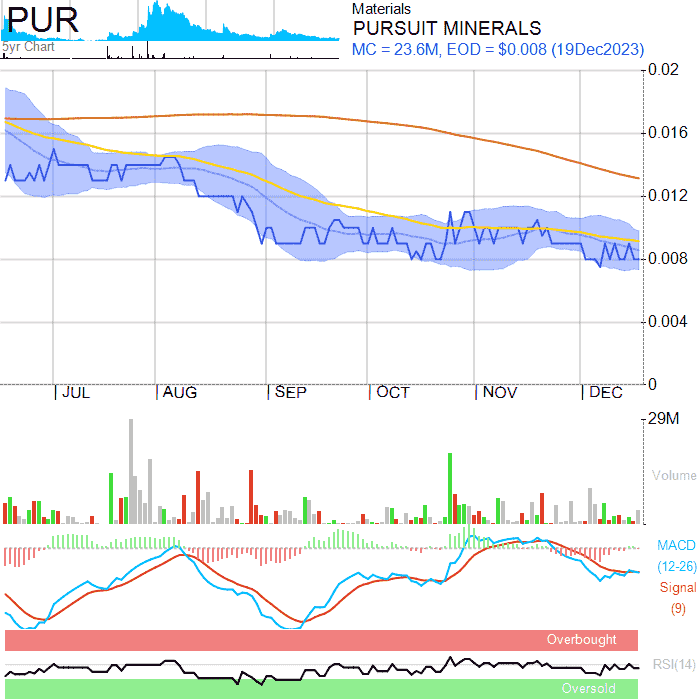 PUR
5yr Chart
Materials
PURSUIT MINERALS
MC = 23.6M, EOD = $0.008 (19Dec2023)
0.02
0.016
0.012
0.008
0.004
0
JUL AUG SEP OCT NOV DEC
29M
Volume
MACD
(12-26)
Signal
(9)
Overbought
RSI(14)
Oversold